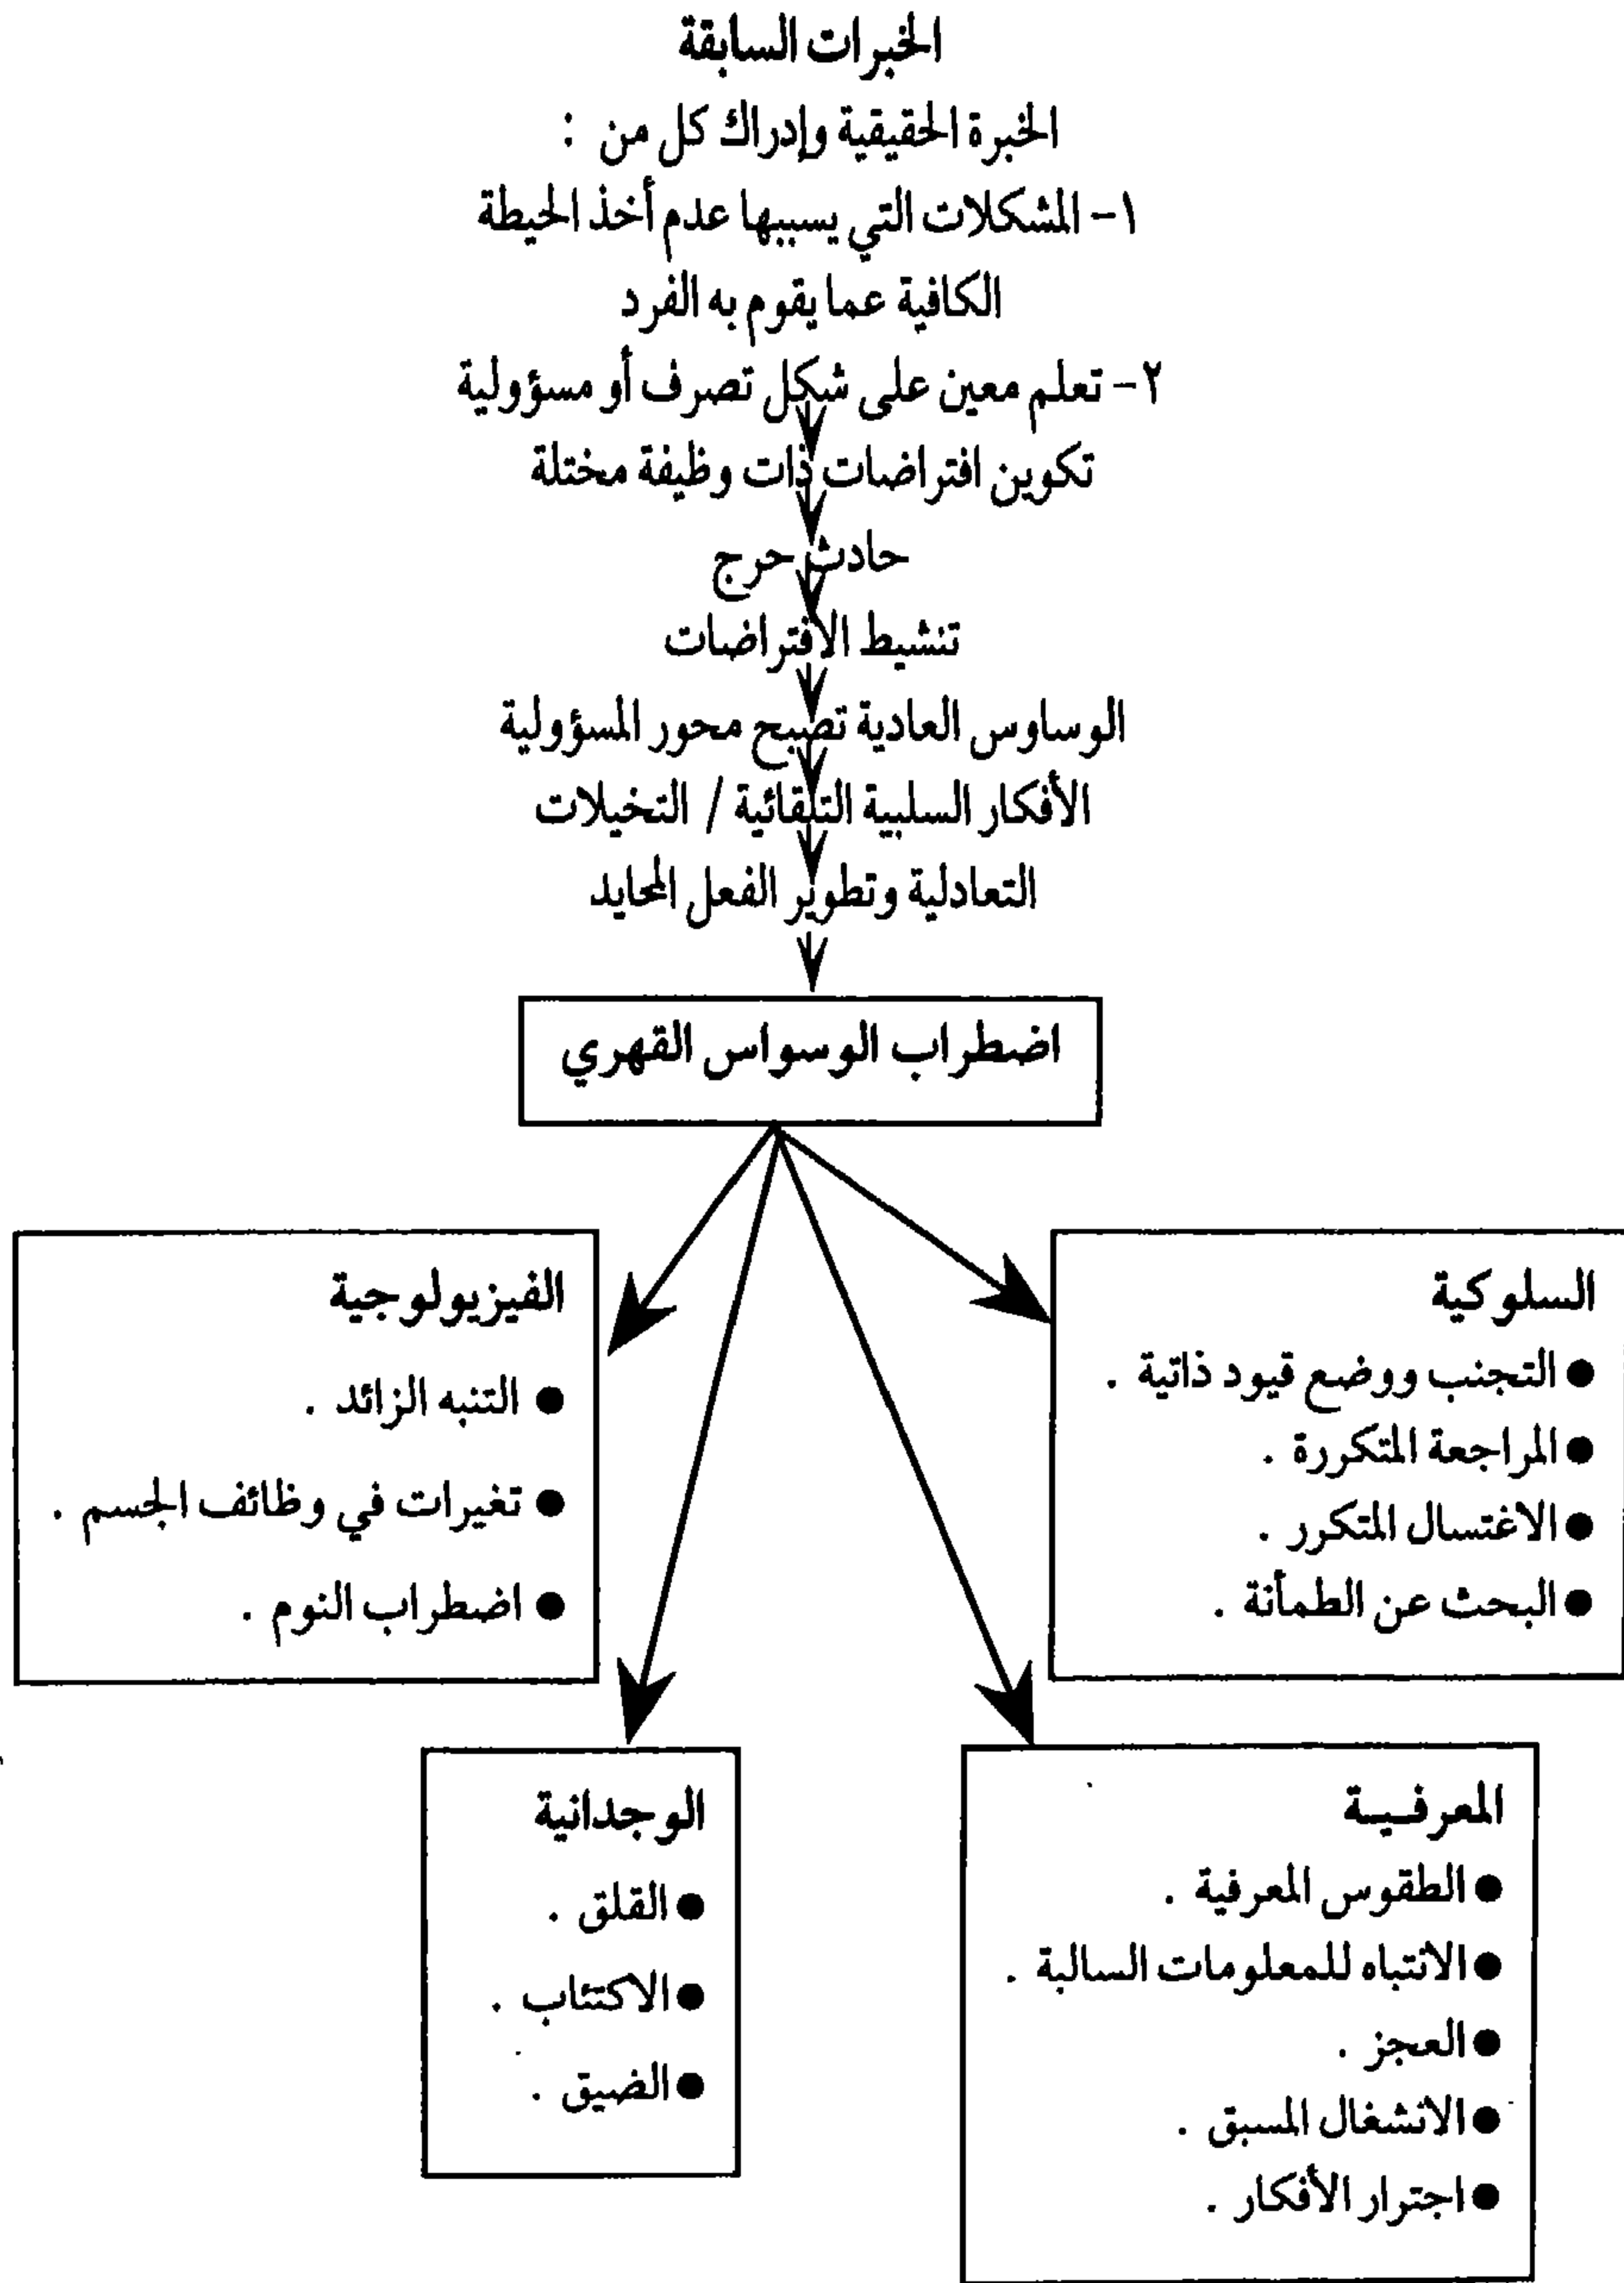 الخبرات السابقة
الخبرة الحقيقية وإدراك كل من :
١- المشكلات التي يسببها عدم أخذ الحيطة
الكافية عما يقوم به الفرد
٢- تعلم معين على شكل تصرف أو مسؤولية
تكوين افتراضات ذات وظيفة مختلة
حادث حرج
تنشيط الافتراضات
الوساوس العادية تصبح محور المسؤولية
الأفكار السلبية التلقائية / التخيلات
التعادلية وتطوير الفعل المحايد
اضطراب الوسواس القهري
السلوكية
● التجنب ووضع قيود ذاتية .
● المراجعة المتكررة .
● الاغتسال المتكرر .
● البحث عن الطمأنة .
الفيزيولوجية
● التنبه الزائد .
● تغيرات في وظائف الجسم .
● اضطراب النوم .
المعرفية
● الطقوس المعرفية .
● الانتباه للمعلومات السالبة .
● العجز .
● الانشغال المسبق .
● اجترار الأفكار .
الوجدانية
● القلق .
● الاكتئاب .
● الضيق .